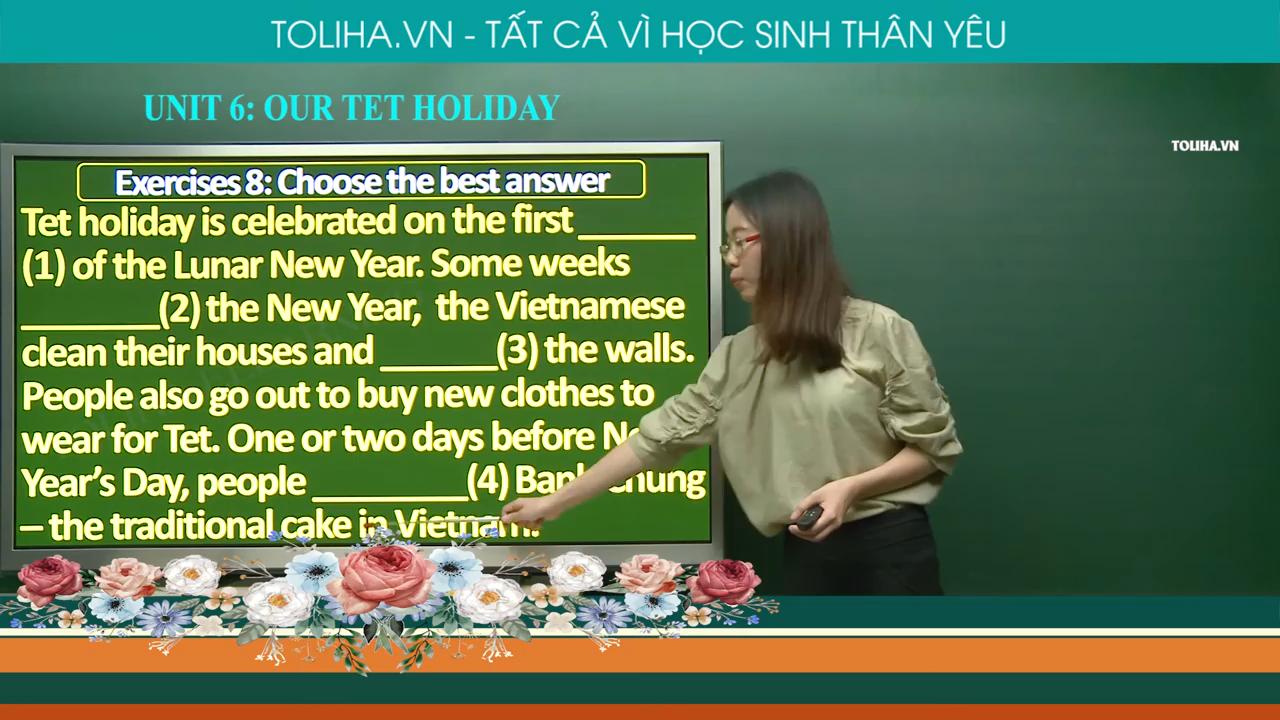 TOLIHA.VN - TẤT CẢ VÌ HỌC SINH THÂN YÊU
UNIT 6: OUR TET HOLIDAY
TOLIHA.VN
Exercises 8: Choose the best answer
Tet holiday is celebrated on the first ______
(1) of the Lunar New Year. Some weeks
_______(2) the New Year, the Vietnamese
clean their houses and ______(3) the walls.
People also go out to buy new clothes to
wear for Tet. One or two days before
Year's Day, people ________(4)
– the traditional cake in Vietnam.